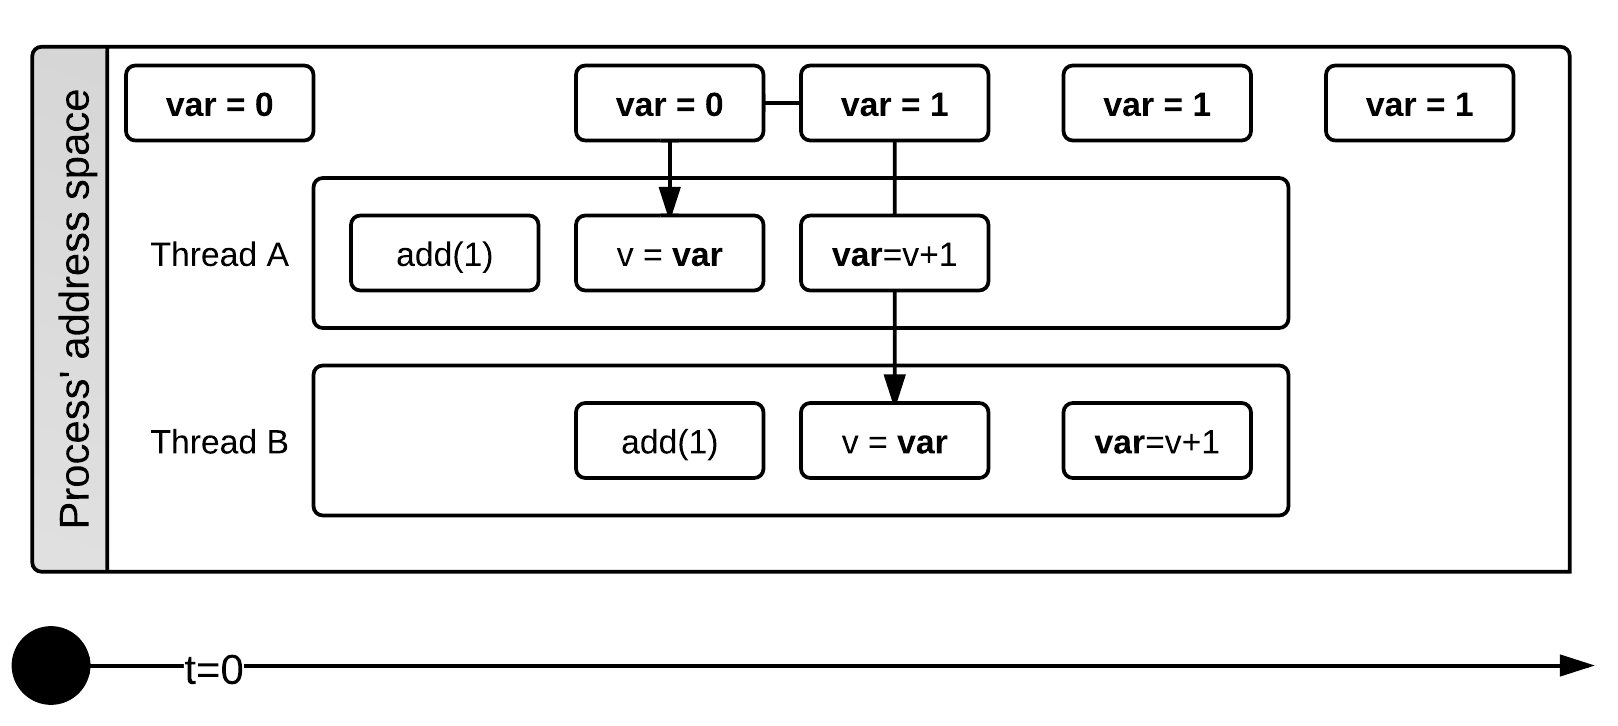 Process' address space
var = 0
var = 0
var = 1
var = 1
var = 1
Thread A
add(1)
v = var
var=v+1
Thread B
add(1)
v = var
var=v+1
t=0